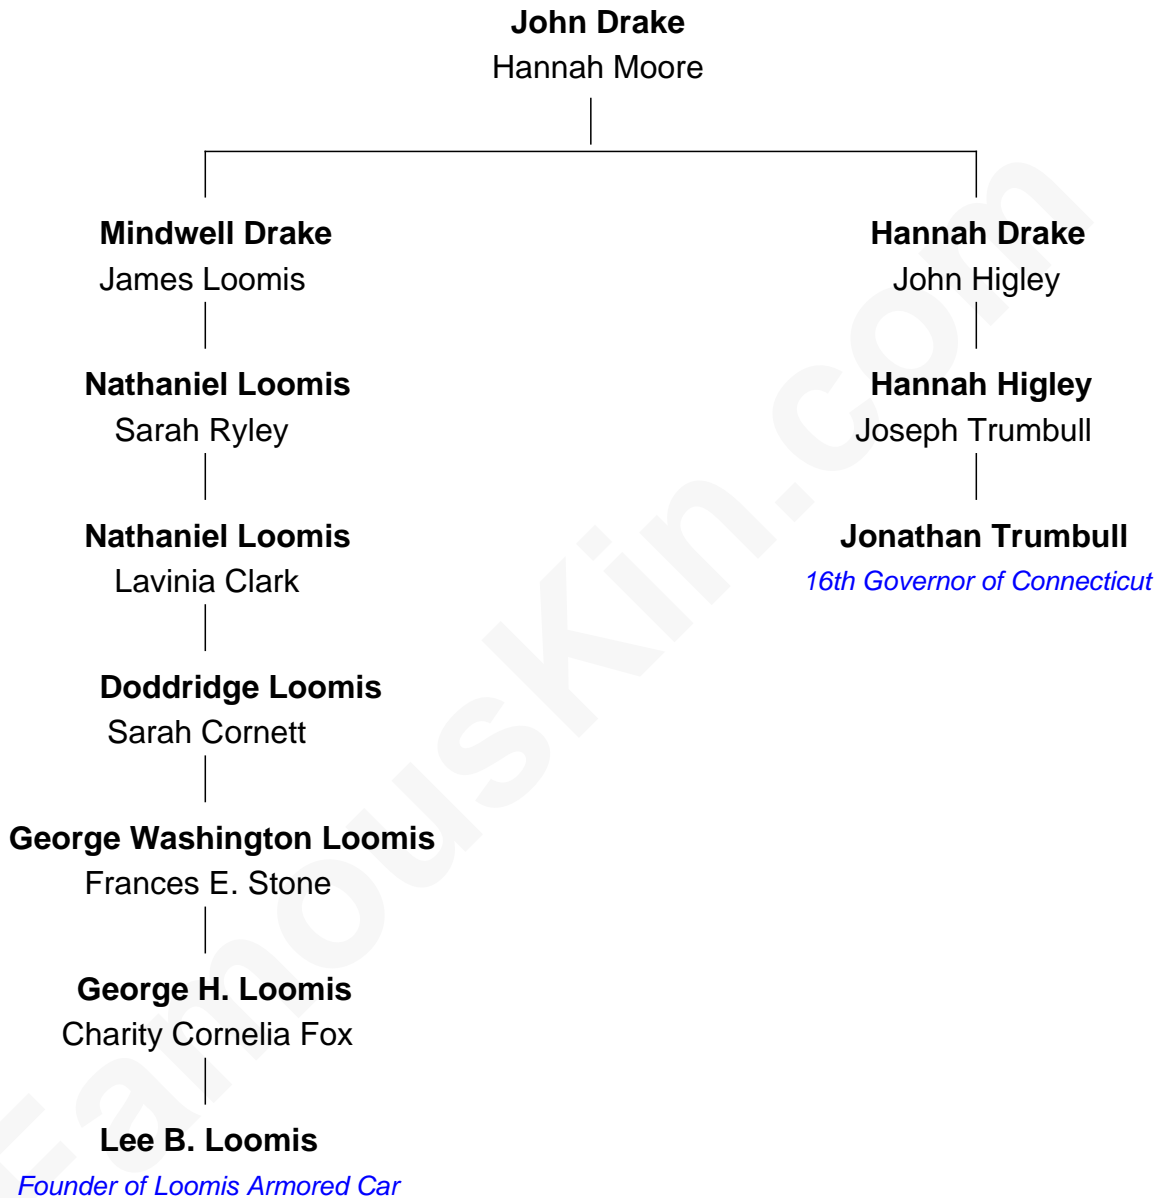 John Drake
Hannah Moore
Mindwell Drake
James Loomis
Hannah Drake
John Higley
Nathaniel Loomis
Sarah Ryley
Hannah Higley
Joseph Trumbull
Nathaniel Loomis
Lavinia Clark
Jonathan Trumbull
16th Governor of Connecticut
Doddridge Loomis
Sarah Cornett
George Washington Loomis
Frances E. Stone
George H. Loomis
Charity Cornelia Fox
Lee B. Loomis
Founder of Loomis Armored Car
FamousKin.com